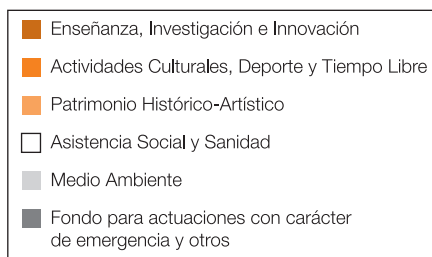 Enseñanza, Investigación e Innovación
Actividades Culturales, Deporte y Tiempo Libre
Patrimonio Histórico-Artístico
Asistencia Social y Sanidad
Medio Ambiente
Fondo para actuaciones con carácter
de emergencia y otros